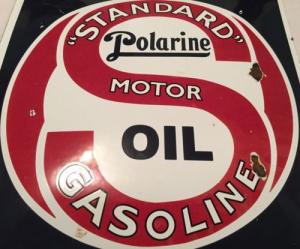 "STANDARD"
Polarine
MOTOR
OIL
GASOLINE